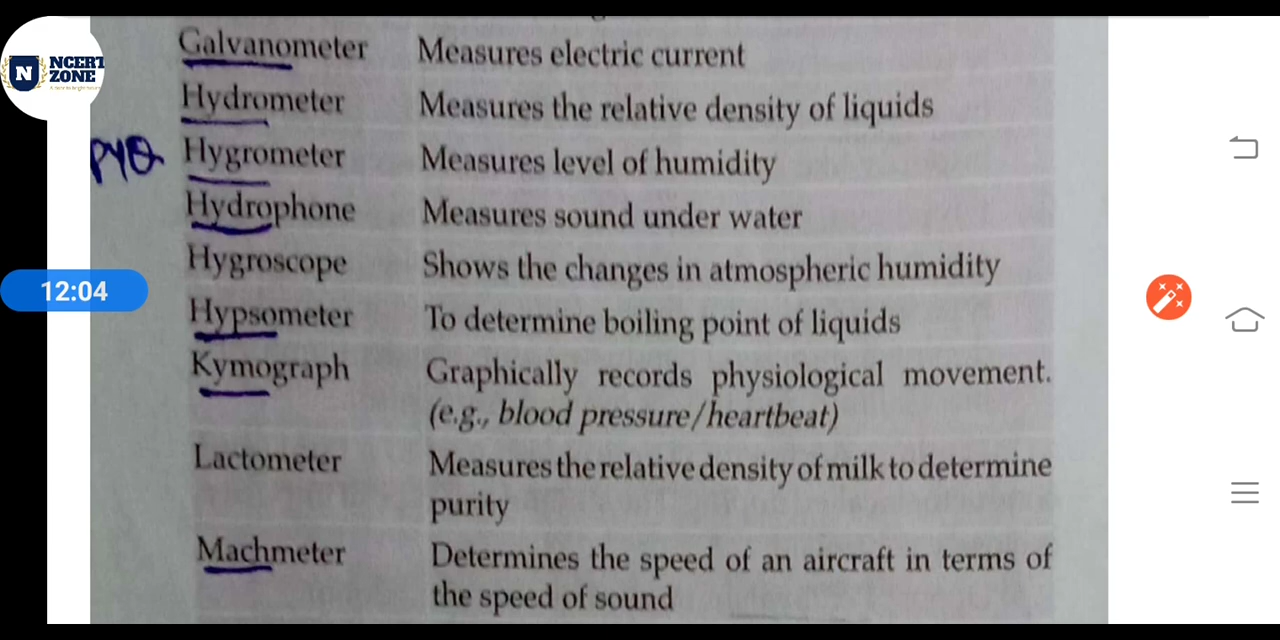 NCERT
ZONE
Galvanometer Measures electric current
Hydrometer Measures the relative density of liquids
PYQ Hygrometer Measures level of humidity
Hydrophone Measures sound under water
Hygroscope Shows the changes in atmospheric humidity
12:04
Hypsometer To determine boiling point of liquids
Kymograph Graphically records physiological movement.
(e.g., blood pressure/heartbeat)
Lactometer Measures the relative density of milk to determine
purity
Machmeter Determines the speed of an aircraft in terms of
the speed of sound